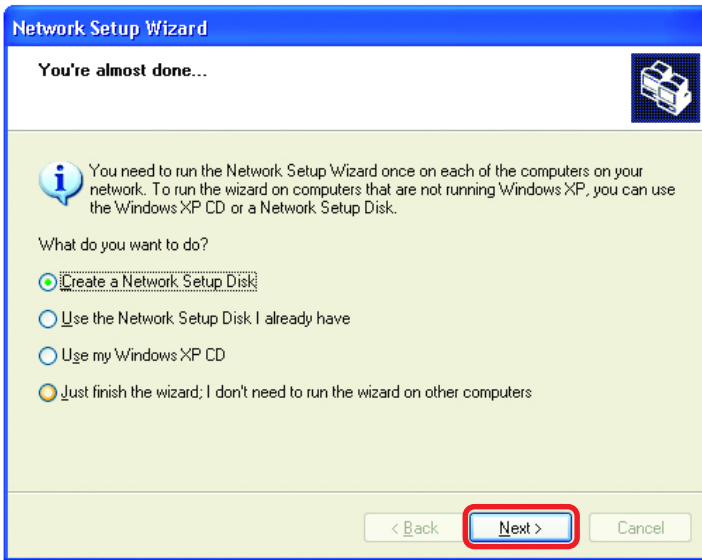 Network Setup Wizard
You're almost done...
You need to run the Network Setup Wizard once on each of the computers on your
network. To run the wizard on computers that are not running Windows XP, you can use
the Windows XP CD or a Network Setup Disk.
What do you want to do?
Create a Network Setup Disk
Use the Network Setup Disk I already have
Use my Windows XP CD
Just finish the wizard; I don't need to run the wizard on other computers
< Back Next > Cancel